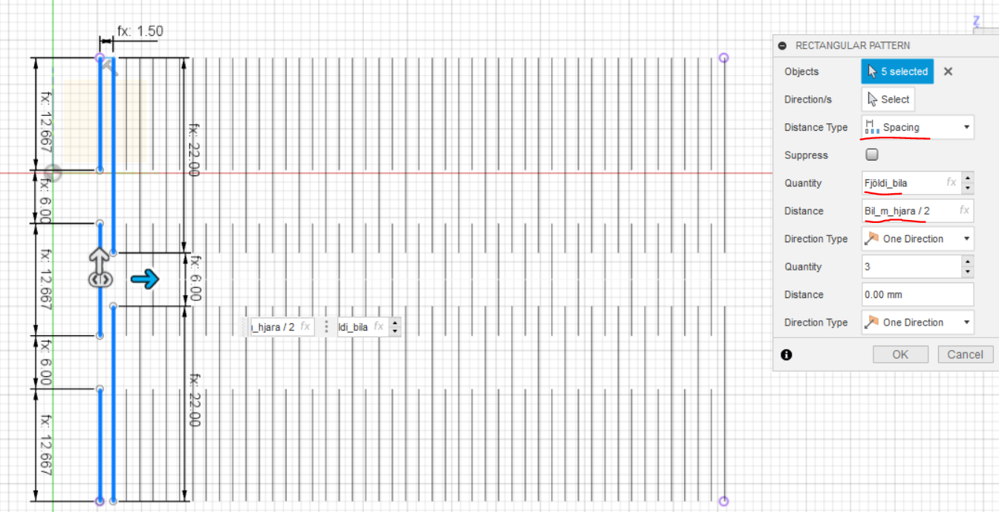 fx: 1.50
fx: 12.667
fx: 22.00
fx: 6.00
fx: 12.667
fx: 6.00
fx: 6.00
fx: 22.00
fx: 12.667
_hjara / 2 fx
ldi_bila fx
Z
RECTANGULAR PATTERN
Objects 5 selected
Direction/s Select
Distance Type Spacing
Suppress
Quantity Fjöldi_bila fx
Distance Bil_m_hjara / 2 fx
Direction Type One Direction
Quantity 3
Distance 0.00 mm
Direction Type One Direction
OK Cancel